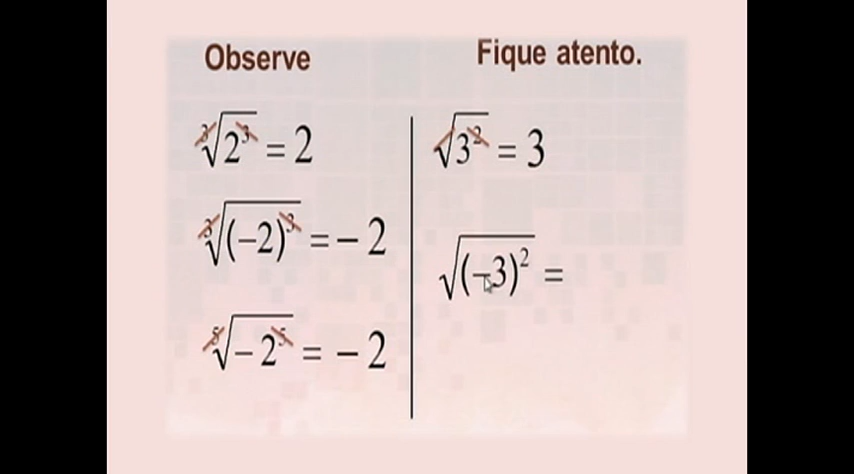 Observe
∛2³ = 2
∛(−2)³ = − 2
⁵√−2⁵ = − 2
Fique atento.
√3² = 3
√(−3)² =